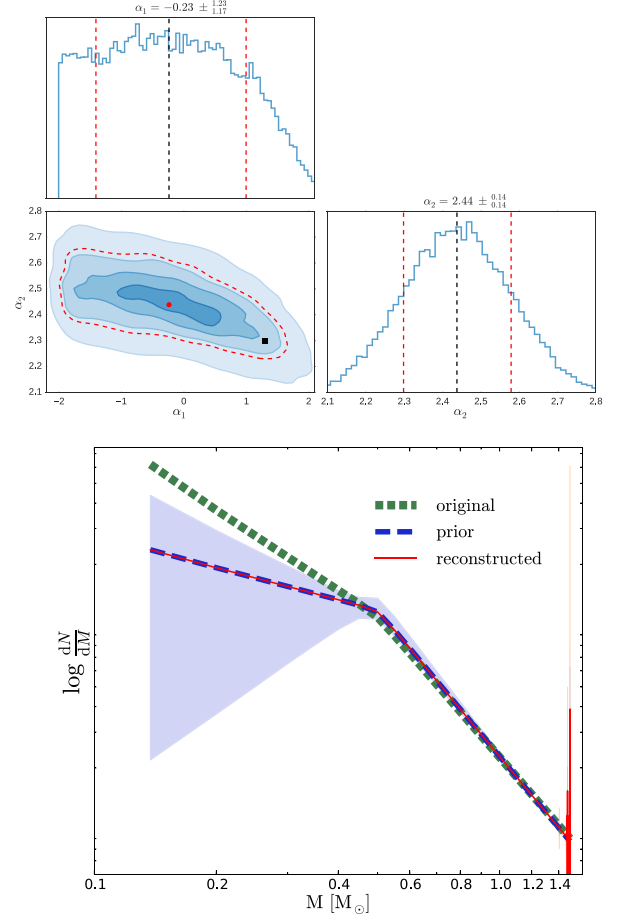 α₁ = −0.23 ± 1.23 1.17
2.8
2.7
2.6
2.5
2.4
2.3
2.2
2.1
α₂
−2 −1 0 1 2
α₁
α₂ = 2.44 ± 0.14 0.14
2.1 2.2 2.3 2.4 2.5 2.6 2.7 2.8
α₂
original
prior
reconstructed
log dN/dM
0.1 0.2 0.4 0.6 0.8 1.0 1.2 1.4
M [M☉]